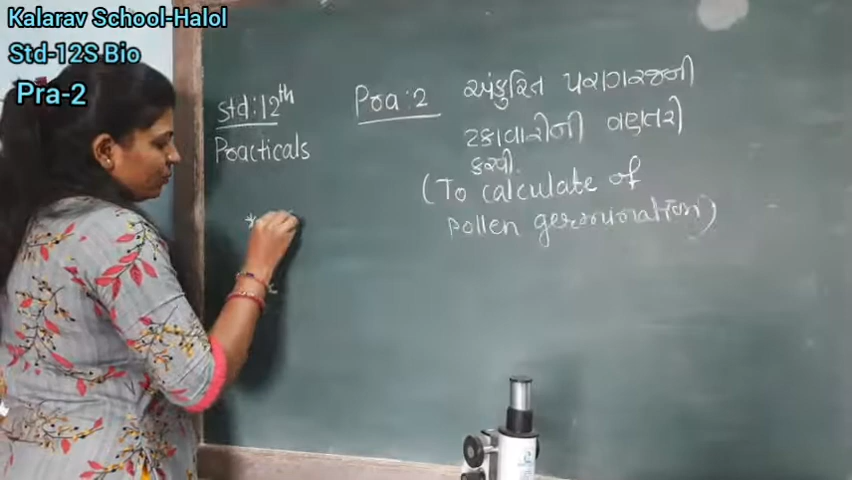 Kalarav School-Halol
Std-12S Bio
Pra-2
std:12th
Practicals
Pra:2 અંકુરિત પરાગરજની
ટકાવારીની ગણતરી
કરવી.
(To calculate of
pollen germination)
*